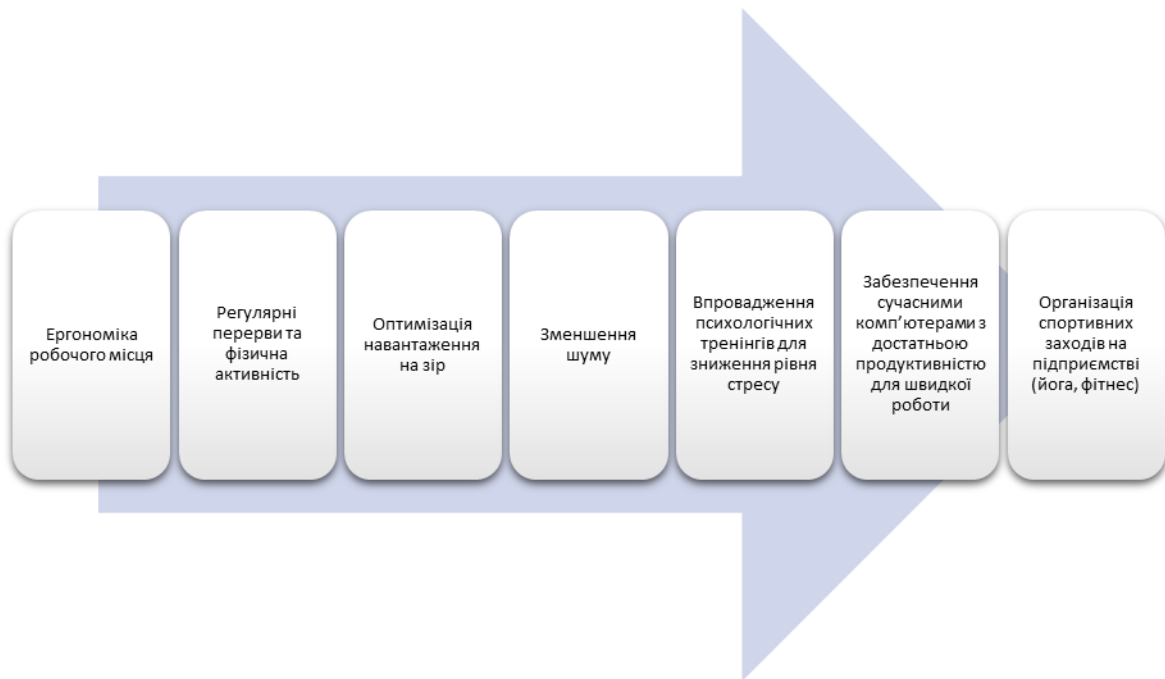 Ергономіка
робочого місця
Регулярні
перерви та
фізична
активність
Оптимізація
навантаження
на зір
Зменшення
шуму
Впровадження
психологічних
тренінгів для
зниження рівня
стресу
Забезпечення
сучасними
комп’ютерами з
достатньою
продуктивністю
для швидкої
роботи
Організація
спортивних
заходів на
підприємстві
(йога, фітнес)